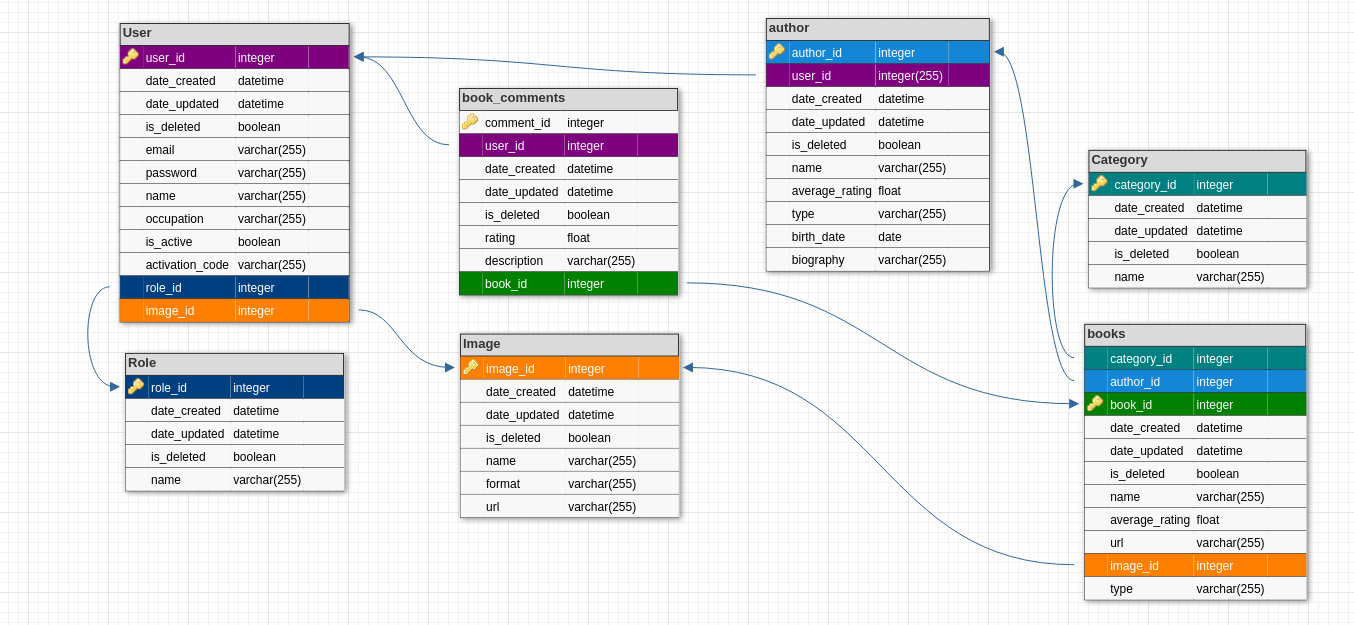 User
user_id integer
date_created datetime
date_updated datetime
is_deleted boolean
email varchar(255)
password varchar(255)
name varchar(255)
occupation varchar(255)
is_active boolean
activation_code varchar(255)
role_id integer
image_id integer
Role
role_id integer
date_created datetime
date_updated datetime
is_deleted boolean
name varchar(255)
book_comments
comment_id integer
user_id integer
date_created datetime
date_updated datetime
is_deleted boolean
rating float
description varchar(255)
book_id integer
Image
image_id integer
date_created datetime
date_updated datetime
is_deleted boolean
name varchar(255)
format varchar(255)
url varchar(255)
author
author_id integer
user_id integer(255)
date_created datetime
date_updated datetime
is_deleted boolean
name varchar(255)
average_rating float
type varchar(255)
birth_date date
biography varchar(255)
Category
category_id integer
date_created datetime
date_updated datetime
is_deleted boolean
name varchar(255)
books
category_id integer
author_id integer
book_id integer
date_created datetime
date_updated datetime
is_deleted boolean
name varchar(255)
average_rating float
url varchar(255)
image_id integer
type varchar(255)